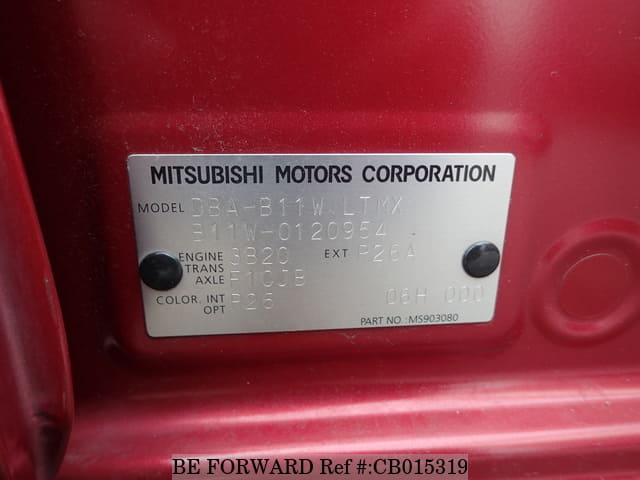 MITSUBISHI MOTORS CORPORATION
MODEL DBA-B11W JLTMX
B11W-0120954
ENGINE 3B20 EXT P26A
TRANS AXLE F1CJB
COLOR, INT OPT P26 06H 000
PART NO.:MS903080
BE FORWARD Ref #:CB015319